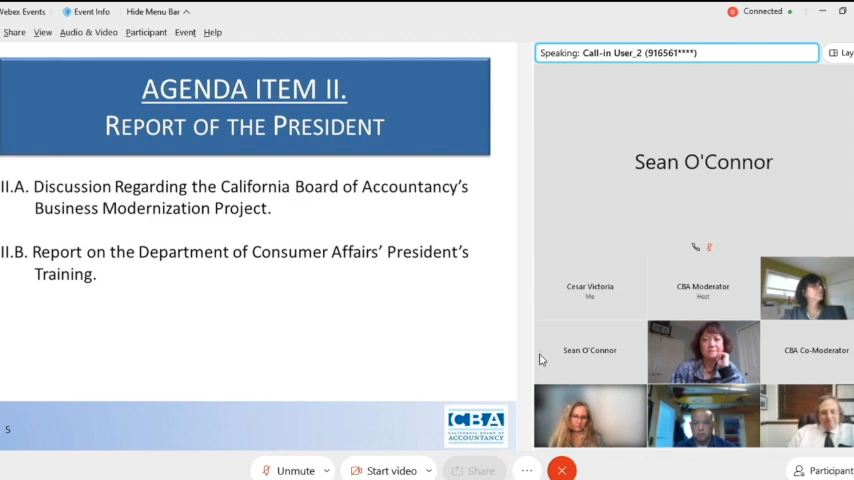 Webex Events
Event Info
Hide Menu Bar
Connected
Share View Audio & Video Participant Event Help
Speaking: Call-in User_2 (916561****)
Lay
AGENDA ITEM II.
REPORT OF THE PRESIDENT
Sean O'Connor
II.A. Discussion Regarding the California Board of Accountancy's
Business Modernization Project.
II.B. Report on the Department of Consumer Affairs' President's
Training.
Cesar Victoria
Me
CBA Moderator
Host
Sean O'Connor
CBA Co-Moderator
5
CBA
CALIFORNIA BOARD OF
ACCOUNTANCY
Unmute
Start video
Share
Participant